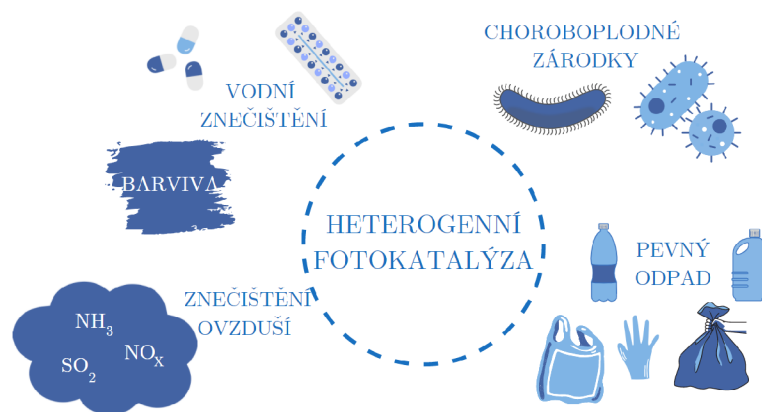 VODNÍ
ZNEČIŠTĚNÍ
BARVIVA
CHOROBOPLODNÉ
ZÁRODKY
HETEROGENNÍ
FOTOKATALÝZA
PEVNÝ
ODPAD
ZNEČIŠTĚNÍ
OVZDUŠÍ
NH₃
SO₂
NOₓ